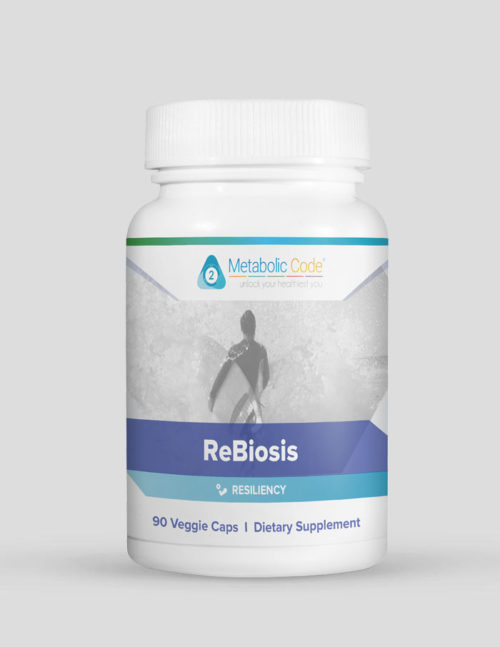 2
Metabolic Code®
unlock your healthiest you
ReBiosis
RESILIENCY
90 Veggie Caps | Dietary Supplement